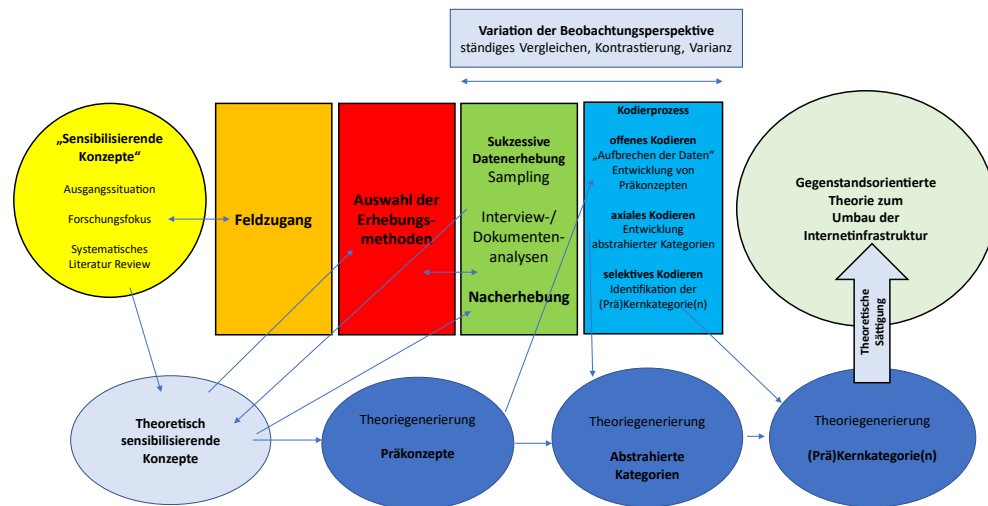 Variation der Beobachtungsperspektive
ständiges Vergleichen, Kontrastierung, Varianz
„Sensibilisierende
Konzepte“
Ausgangssituation
Forschungsfokus
Systematisches
Literatur Review
Feldzugang
Auswahl der
Erhebungs-
methoden
Sukzessive
Datenerhebung
Sampling
Interview-/
Dokumenten-
analysen
Nacherhebung
Kodierprozess
offenes Kodieren
„Aufbrechen der Daten“
Entwicklung von
Präkonzepten
axiales Kodieren
Entwicklung
abstrahierter Kategorien
selektives Kodieren
Identifikation der
(Prä)Kernkategorie(n)
Gegenstandsorientierte
Theorie zum
Umbau der
Internetinfrastruktur
Theoretische
Sättigung
Theoretisch
sensibilisierende
Konzepte
Theoriegenerierung
Präkonzepte
Theoriegenerierung
Abstrahierte
Kategorien
Theoriegenerierung
(Prä)Kernkategorie(n)